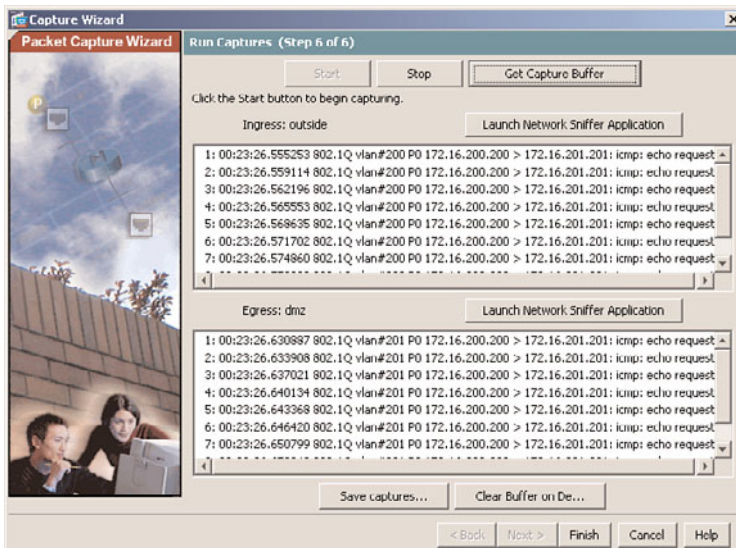 Capture Wizard
Packet Capture Wizard
Run Captures (Step 6 of 6)
Start Stop Get Capture Buffer
Click the Start button to begin capturing.
Ingress: outside Launch Network Sniffer Application
1: 00:23:26.555253 802.1Q vlan#200 P0 172.16.200.200 > 172.16.201.201: icmp: echo request
2: 00:23:26.559114 802.1Q vlan#200 P0 172.16.200.200 > 172.16.201.201: icmp: echo request
3: 00:23:26.562196 802.1Q vlan#200 P0 172.16.200.200 > 172.16.201.201: icmp: echo request
4: 00:23:26.565553 802.1Q vlan#200 P0 172.16.200.200 > 172.16.201.201: icmp: echo request
5: 00:23:26.568635 802.1Q vlan#200 P0 172.16.200.200 > 172.16.201.201: icmp: echo request
6: 00:23:26.571702 802.1Q vlan#200 P0 172.16.200.200 > 172.16.201.201: icmp: echo request
7: 00:23:26.574860 802.1Q vlan#200 P0 172.16.200.200 > 172.16.201.201: icmp: echo request
Egress: dmz Launch Network Sniffer Application
1: 00:23:26.630887 802.1Q vlan#201 P0 172.16.200.200 > 172.16.201.201: icmp: echo request
2: 00:23:26.633908 802.1Q vlan#201 P0 172.16.200.200 > 172.16.201.201: icmp: echo request
3: 00:23:26.637021 802.1Q vlan#201 P0 172.16.200.200 > 172.16.201.201: icmp: echo request
4: 00:23:26.640134 802.1Q vlan#201 P0 172.16.200.200 > 172.16.201.201: icmp: echo request
5: 00:23:26.643368 802.1Q vlan#201 P0 172.16.200.200 > 172.16.201.201: icmp: echo request
6: 00:23:26.646420 802.1Q vlan#201 P0 172.16.200.200 > 172.16.201.201: icmp: echo request
7: 00:23:26.650799 802.1Q vlan#201 P0 172.16.200.200 > 172.16.201.201: icmp: echo request
Save captures... Clear Buffer on De...
< Back Next > Finish Cancel Help
P